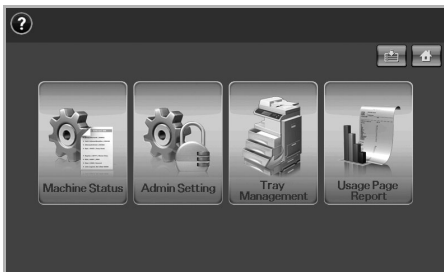 ?
Machine Status
Admin Setting
Tray
Management
Usage Page
Report